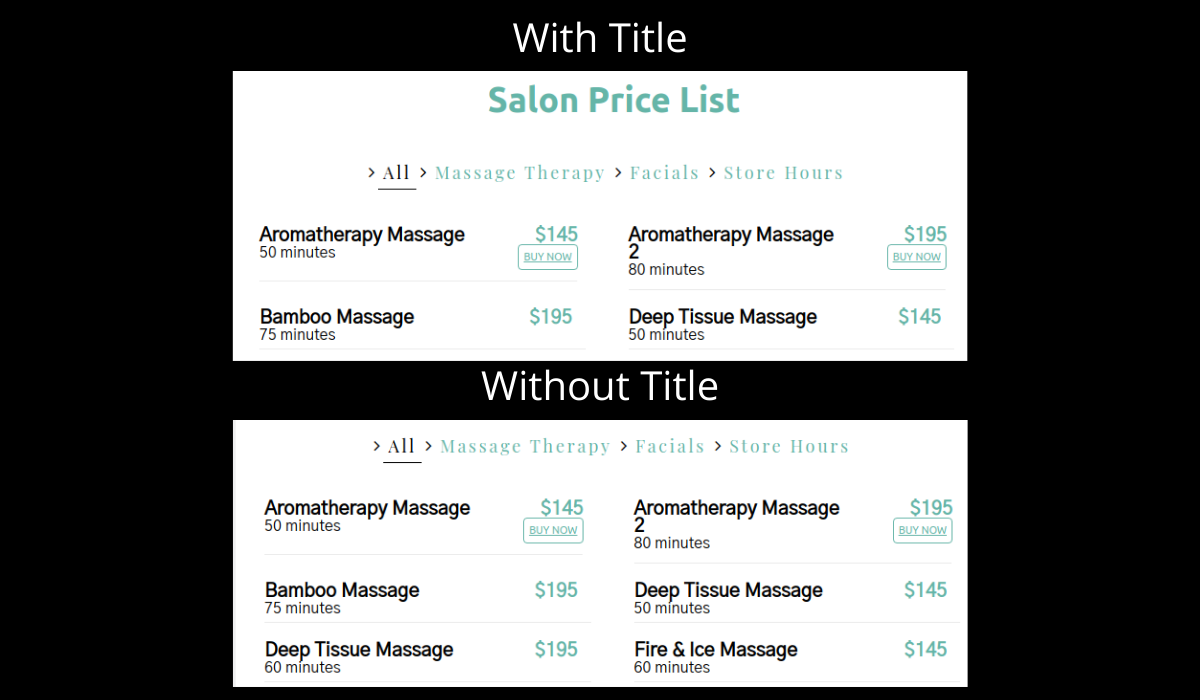 With Title
Salon Price List
> All > Massage Therapy > Facials > Store Hours
Aromatherapy Massage $145
50 minutes BUY NOW
Aromatherapy Massage $195
2 BUY NOW
80 minutes
Bamboo Massage $195
75 minutes
Deep Tissue Massage $145
50 minutes
Without Title
> All > Massage Therapy > Facials > Store Hours
Aromatherapy Massage $145
50 minutes BUY NOW
Aromatherapy Massage $195
2 BUY NOW
80 minutes
Bamboo Massage $195
75 minutes
Deep Tissue Massage $145
50 minutes
Deep Tissue Massage $195
60 minutes
Fire & Ice Massage $145
60 minutes